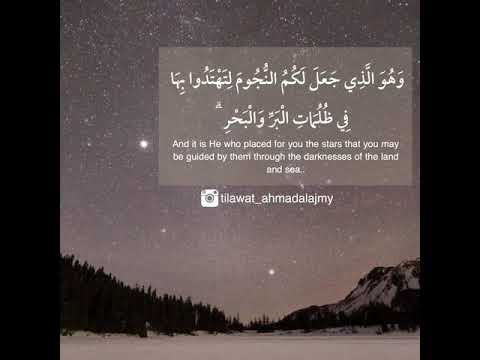 وَهُوَ الَّذِي جَعَلَ لَكُمُ النُّجُومَ لِتَهْتَدُوا بِهَا
فِي ظُلُمَاتِ الْبَرِّ وَالْبَحْرِ ۗ
And it is He who placed for you the stars that you may
be guided by them through the darknesses of the land
and sea..
tilawat_ahmadalajmy